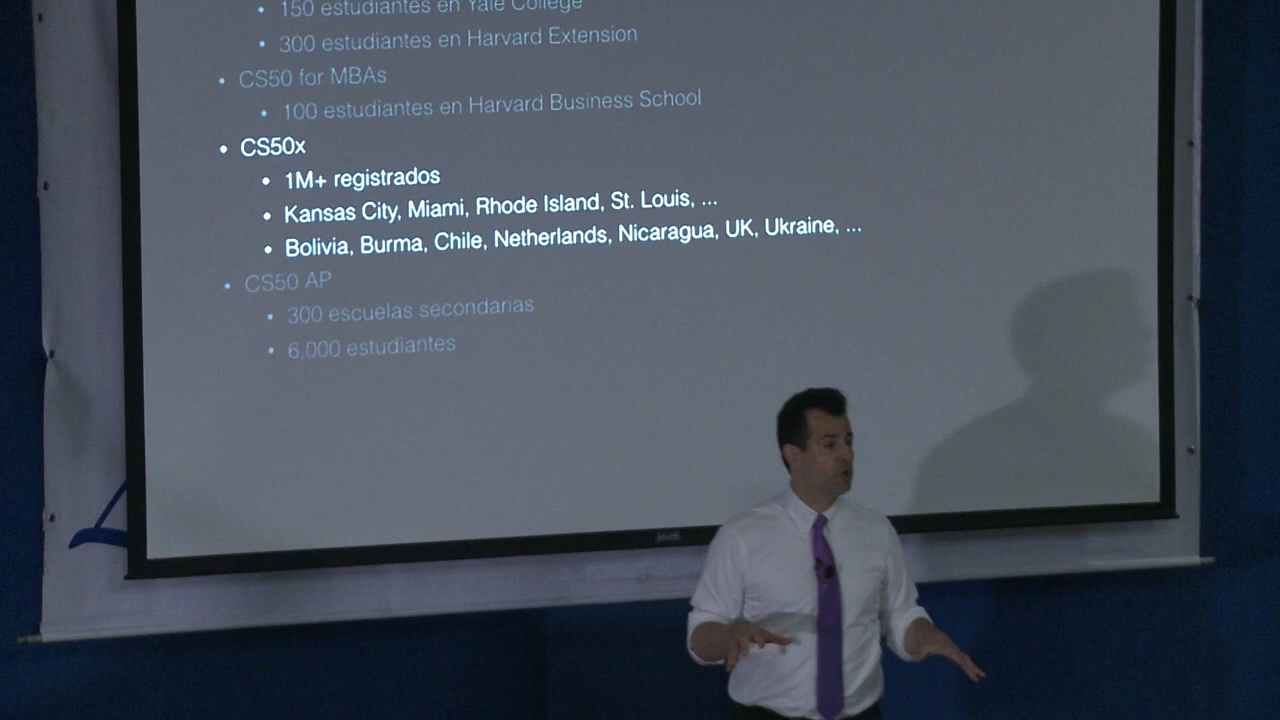 • 150 estudiantes en Yale College
• 300 estudiantes en Harvard Extension
• CS50 for MBAs
• 100 estudiantes en Harvard Business School
• CS50x
• 1M+ registrados
• Kansas City, Miami, Rhode Island, St. Louis, ...
• Bolivia, Burma, Chile, Netherlands, Nicaragua, UK, Ukraine, ...
• CS50 AP
• 300 escuelas secondarias
• 6,000 estudiantes